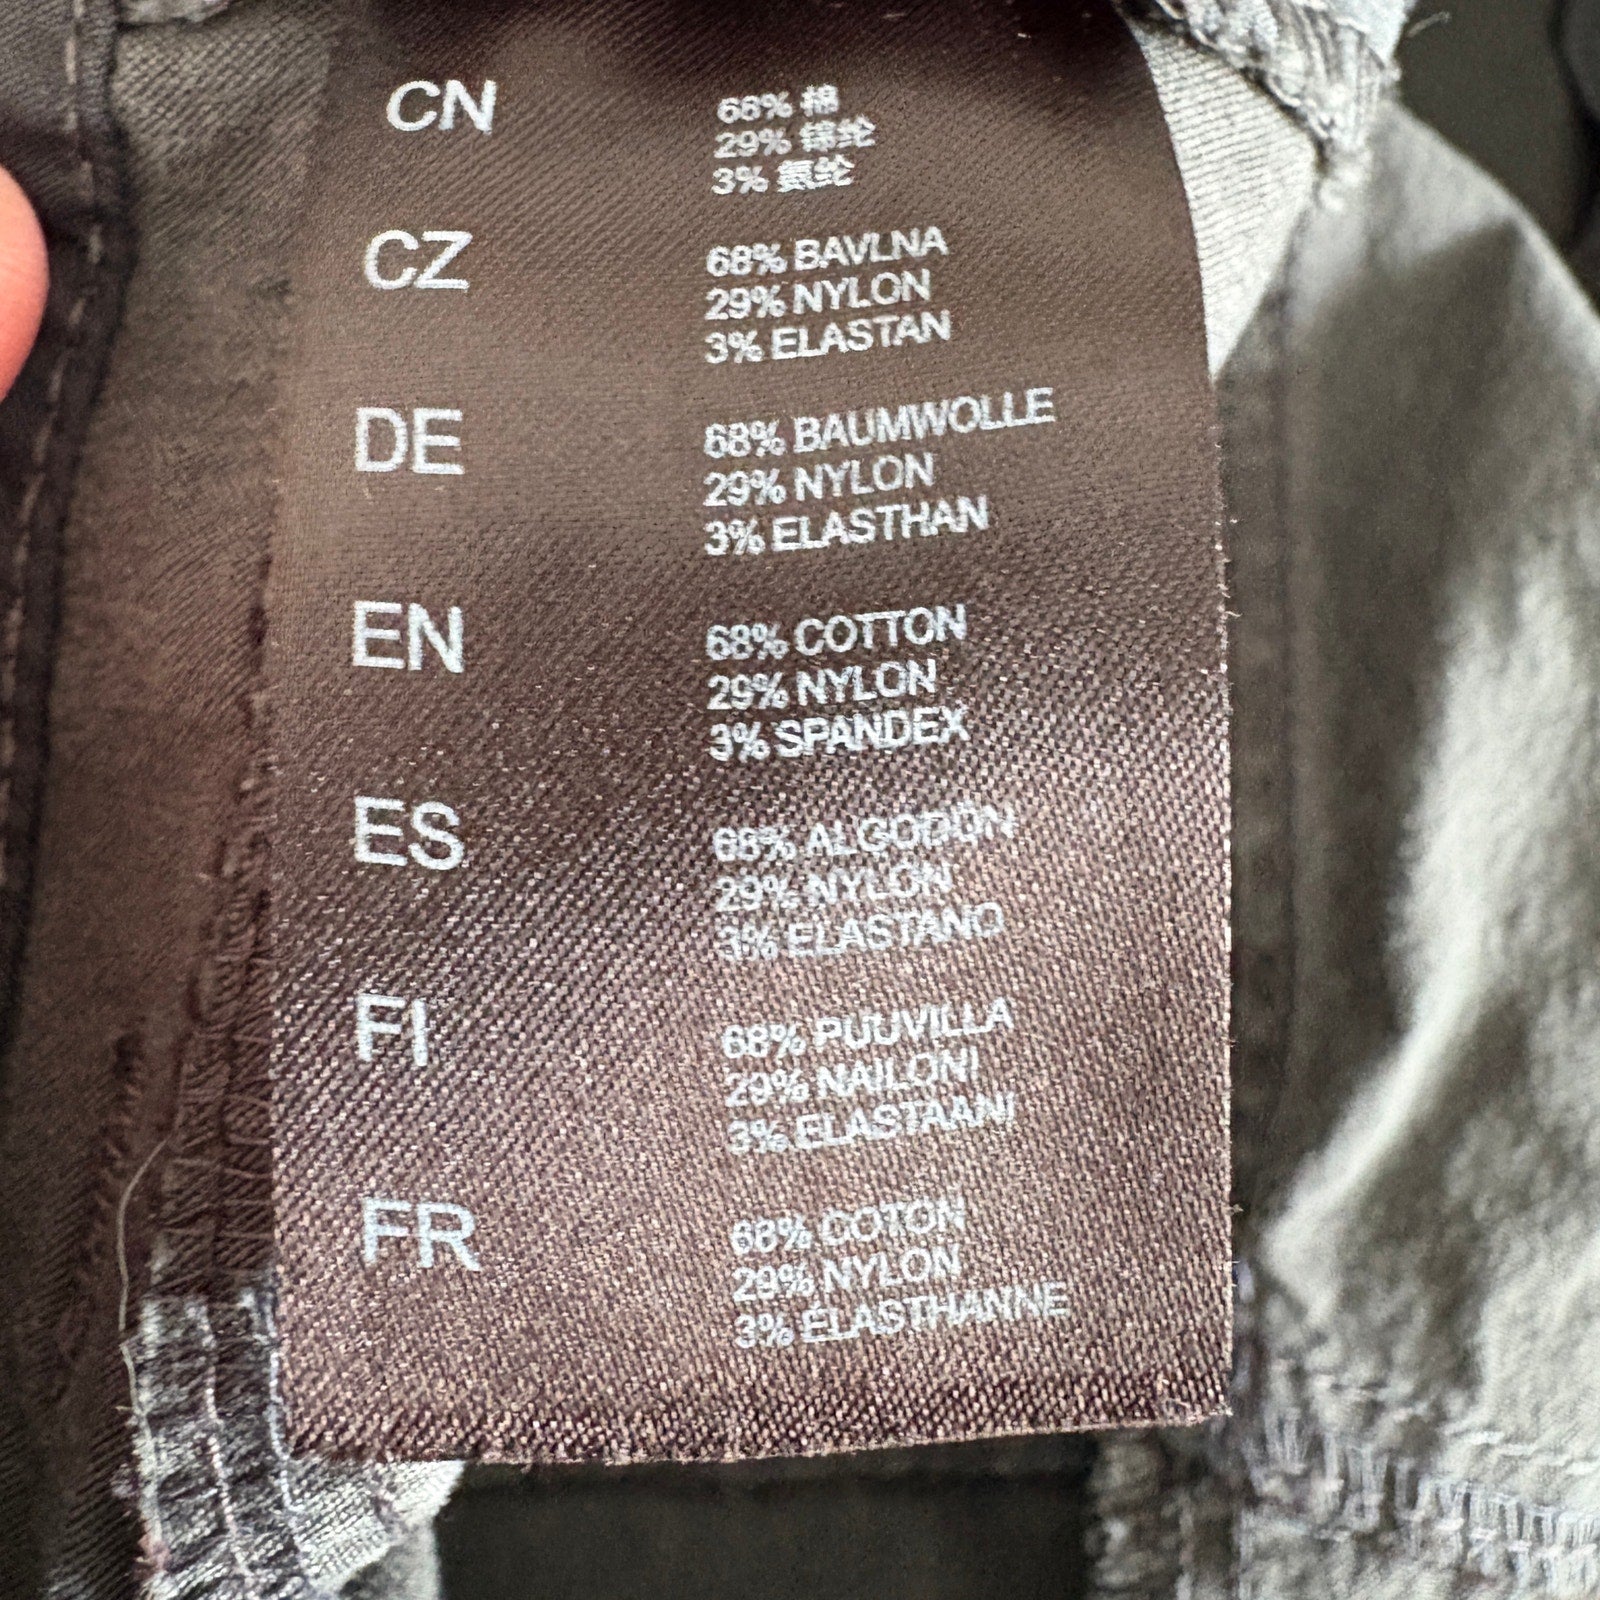 CN
68% 棉
29% 锦纶
3% 氨纶
CZ
68% BAVLNA
29% NYLON
3% ELASTAN
DE
68% BAUMWOLLE
29% NYLON
3% ELASTHAN
EN
68% COTTON
29% NYLON
3% SPANDEX
ES
68% ALGODÓN
29% NYLON
3% ELASTANO
FI
68% PUUVILLA
29% NAILONI
3% ELASTAANI
FR
68% COTON
29% NYLON
3% ÉLASTHANNE